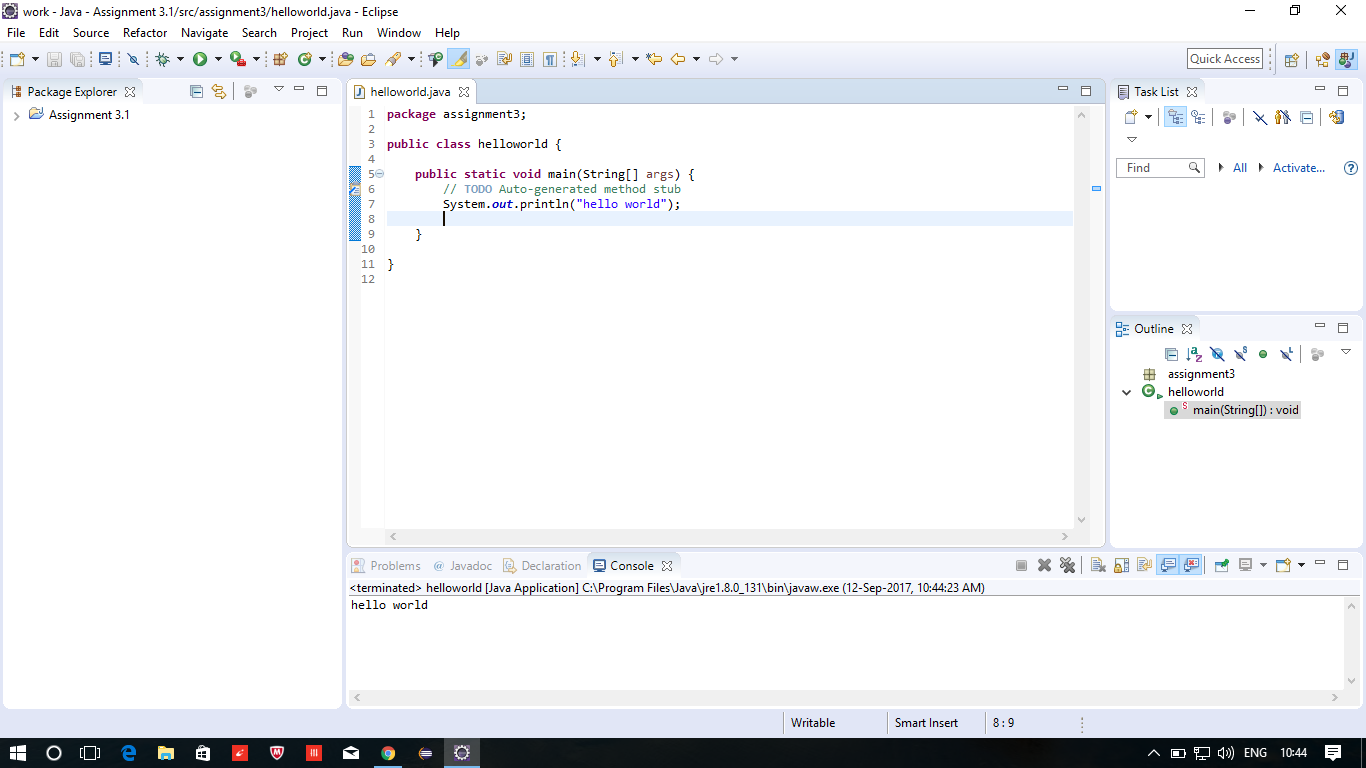 work - Java - Assignment 3.1/src/assignment3/helloworld.java - Eclipse
File Edit Source Refactor Navigate Search Project Run Window Help
Quick Access
Package Explorer
Assignment 3.1
helloworld.java
1 package assignment3;
2
3 public class helloworld {
4
5 public static void main(String[] args) {
6 // TODO Auto-generated method stub
7 System.out.println("hello world");
8
9 }
10
11 }
12
Task List
Find All Activate...
Outline
assignment3
helloworld
main(String[]) : void
Problems @ Javadoc Declaration Console
<terminated> helloworld [Java Application] C:\Program Files\Java\jre1.8.0_131\bin\javaw.exe (12-Sep-2017, 10:44:23 AM)
hello world
Writable Smart Insert 8 : 9
ENG 10:44